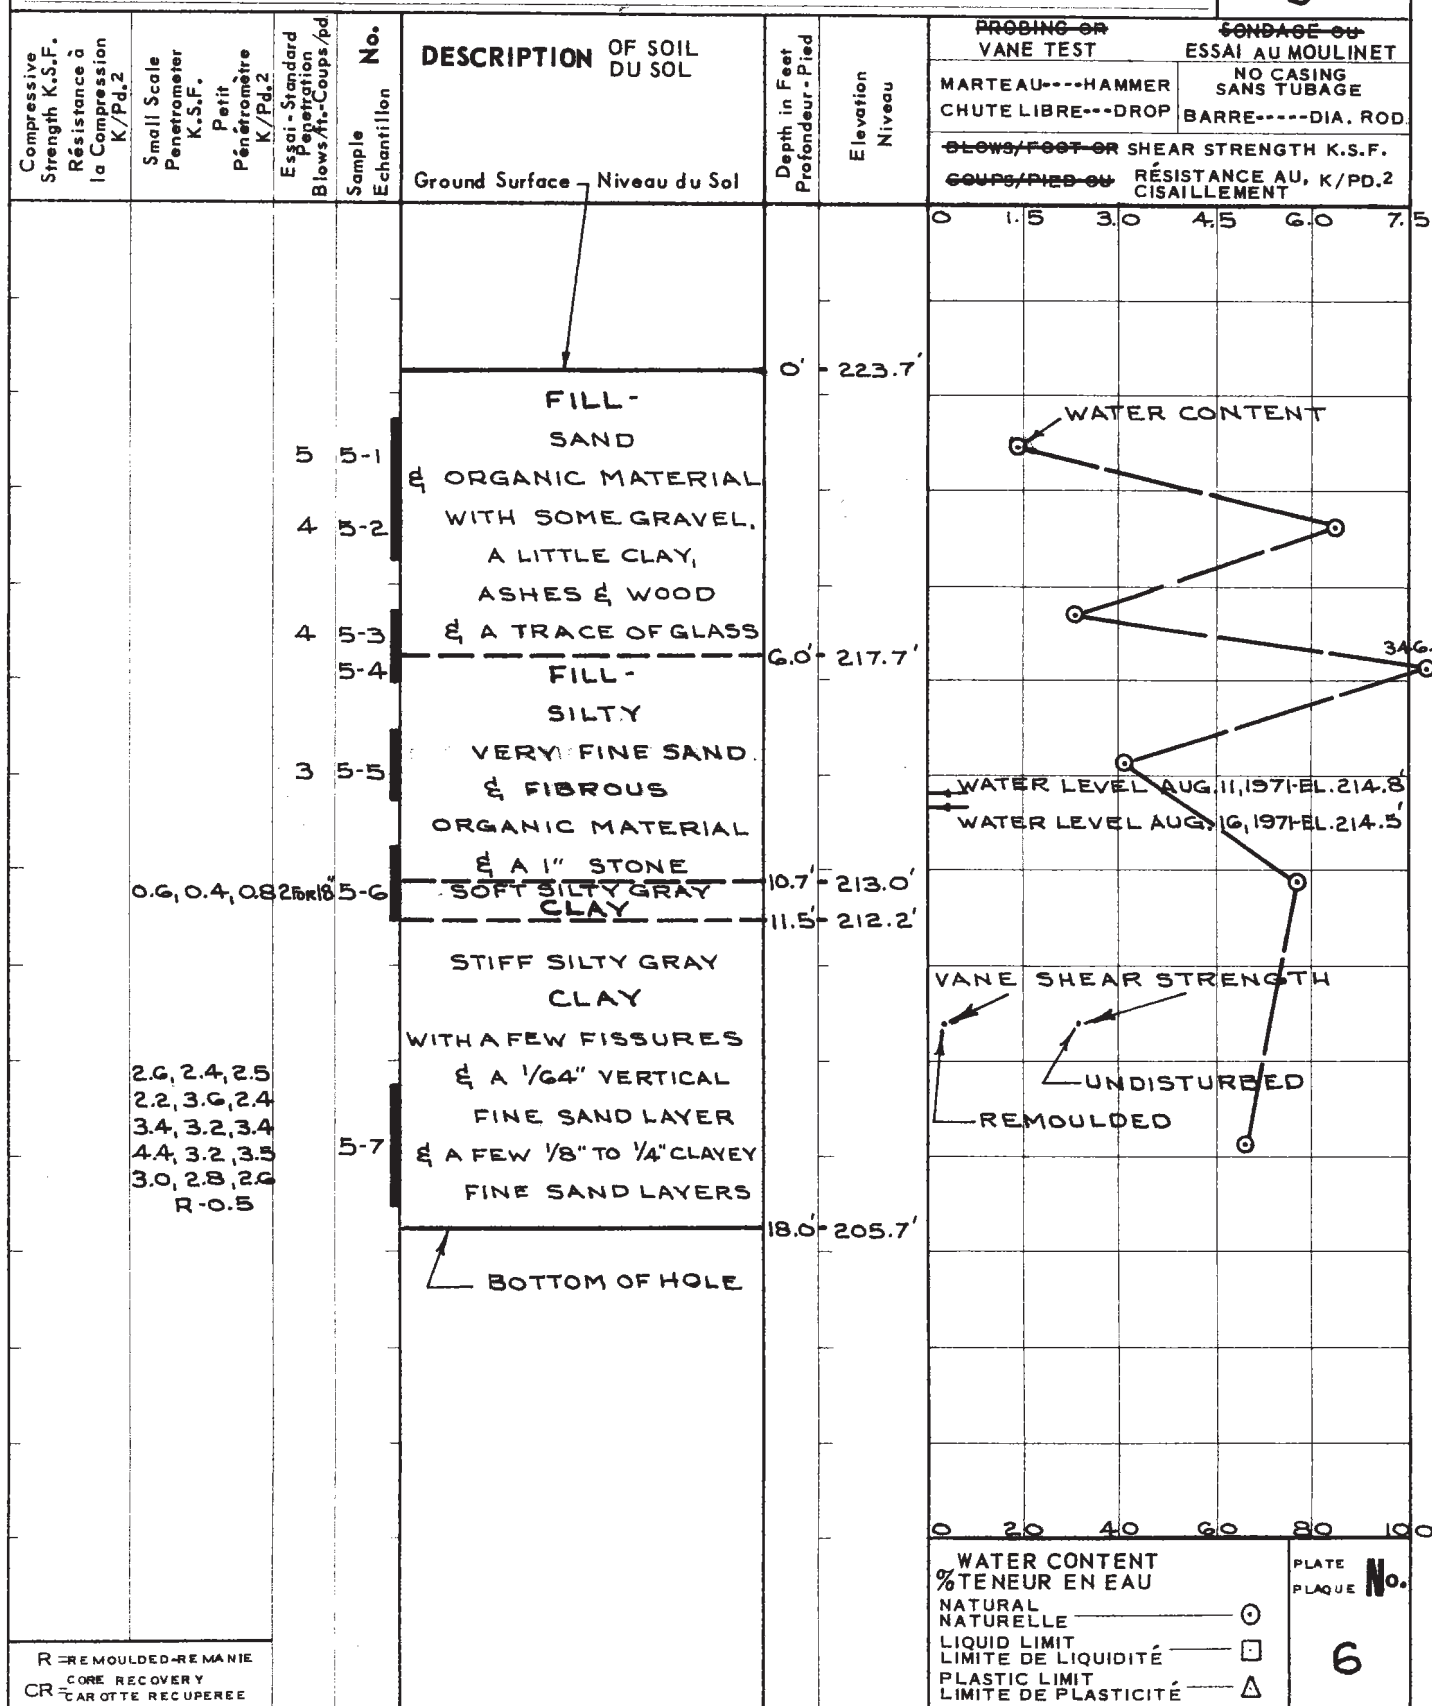 Compressive
Strength K.S.F.
Résistance à
la Compression
K/Pd.2
Small Scale
Penetrometer
K.S.F.
Petit
Pénétromètre
K/Pd.2
Essai-Standard
Penetration
Blows/ft.-Coups/pd.
Sample No.
Echantillon
DESCRIPTION OF SOIL
DU SOL
Ground Surface Niveau du Sol
Depth in Feet
Profondeur-Pied
Elevation
Niveau
PROBING OR
VANE TEST
SONDAGE OU
ESSAI AU MOULINET
MARTEAU----HAMMER
CHUTE LIBRE---DROP
NO CASING
SANS TUBAGE
BARRE-----DIA. ROD
BLOWS/FOOT OR SHEAR STRENGTH K.S.F.
COUPS/PIED OU RÉSISTANCE AU, K/PD.2
CISAILLEMENT
0 1.5 3.0 4.5 6.0 7.5
0' 223.7'
FILL-
SAND
& ORGANIC MATERIAL
WITH SOME GRAVEL,
A LITTLE CLAY,
ASHES & WOOD
& A TRACE OF GLASS
5 5-1
4 5-2
4 5-3
WATER CONTENT
6.0' 217.7'
346.
5-4
FILL-
SILTY
VERY FINE SAND
& FIBROUS
ORGANIC MATERIAL
& A 1" STONE
3 5-5
WATER LEVEL AUG.11,1971-EL.214.8'
WATER LEVEL AUG.16,1971-EL.214.5'
10.7' 213.0'
0.6, 0.4, 0.8 2 FOR 18" 5-6
SOFT SILTY GRAY
CLAY
11.5' 212.2'
STIFF SILTY GRAY
CLAY
WITH A FEW FISSURES
& A 1/64" VERTICAL
FINE SAND LAYER
& A FEW 1/8" TO 1/4" CLAYEY
FINE SAND LAYERS
VANE SHEAR STRENGTH
UNDISTURBED
REMOULDED
2.6, 2.4, 2.5
2.2, 3.6, 2.4
3.4, 3.2, 3.4
4.4, 3.2, 3.5
3.0, 2.8, 2.6
R-0.5
5-7
18.0' 205.7'
BOTTOM OF HOLE
0 20 40 60 80 100
WATER CONTENT
% TENEUR EN EAU
NATURAL
NATURELLE
LIQUID LIMIT
LIMITE DE LIQUIDITÉ
PLASTIC LIMIT
LIMITE DE PLASTICITÉ
PLATE
PLAQUE No.
6
R=REMOULDED-REMANIE
CR= CORE RECOVERY
CAROTTE RECUPEREE